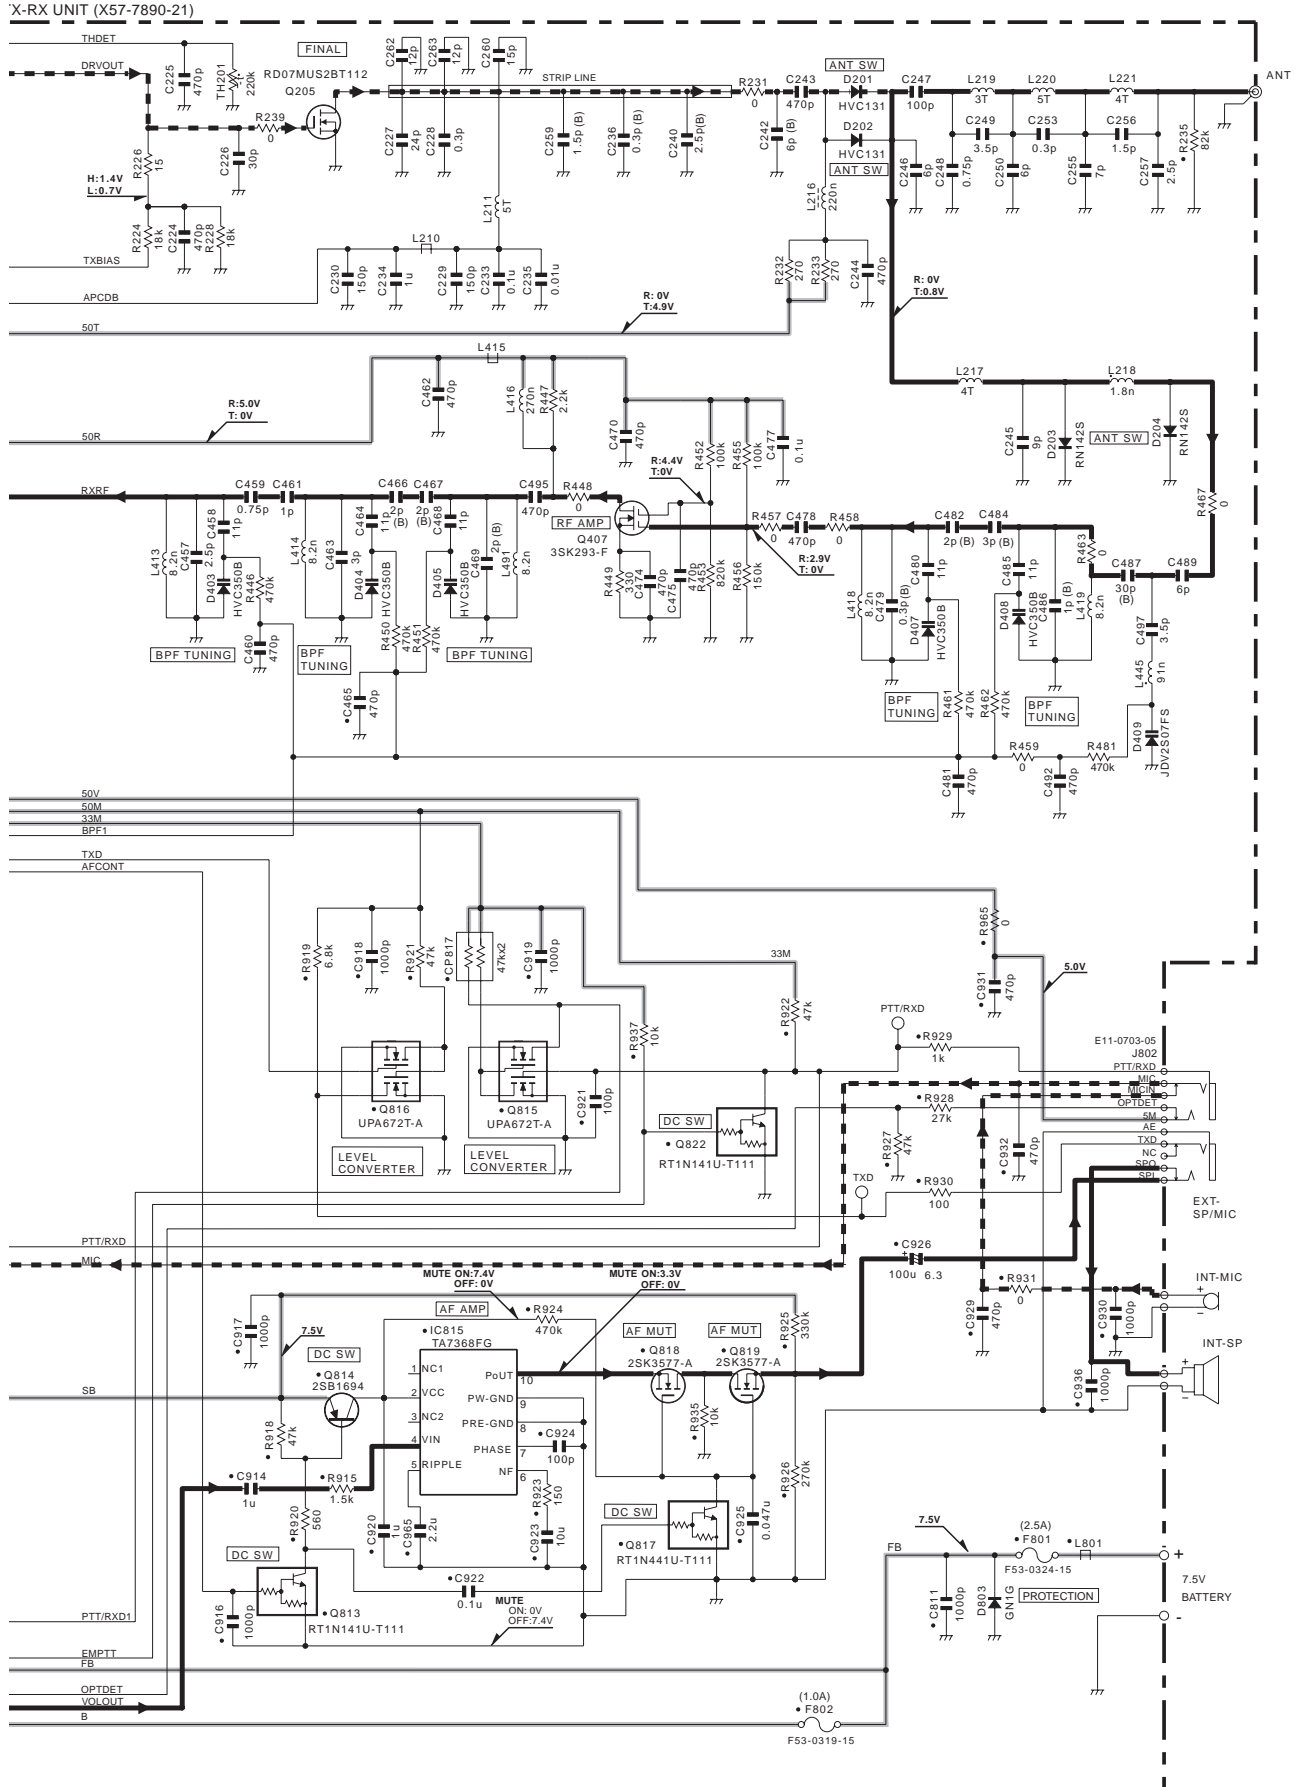 TX-RX UNIT (X57-7890-21)
THDET
DRVOUT
C225
470p
TH201
220k
FINAL
RD07MUS2BT112
Q205
R239
0
C226
30p
R226
15
H:1.4V
L:0.7V
R224
18k
C224
470p
R228
18k
TXBIAS
APCDB
50T
C262
12p
C263
12p
C260
15p
STRIP LINE
C227
24p
C228
0.3p
C259
1.5p (B)
C236
0.3p (B)
C240
2.5p(B)
L211
5T
L210
C230
150p
C234
1u
C229
150p
C233
0.1u
C235
0.01u
R231
0
C243
470p
C242
6p (B)
ANT SW
D201
HVC131
D202
HVC131
ANT SW
L216
220n
R232
270
R233
270
C244
470p
C247
100p
L219
3T
L220
5T
L221
4T
ANT
C249
3.5p
C253
0.3p
C256
1.5p
R235
82k
C246
6p
C248
0.75p
C250
6p
C255
7p
C257
2.5p
R: 0V
T:4.9V
R: 0V
T:0.8V
L217
4T
L218
1.8n
C245
9p
D203
RN142S
ANT SW
D204
RN142S
R467
0
L415
C462
470p
L416
270n
R447
2.2k
R:5.0V
T: 0V
50R
C470
470p
R452
100k
R455
100k
C477
0.1u
R:4.4V
T:0V
RXRF
C459
0.75p
C461
1p
C466
2p
(B)
C467
2p
(B)
C495
470p
R448
0
RF AMP
Q407
3SK293-F
R457
0
C478
470p
R458
0
C482
2p (B)
C484
3p (B)
R463
0
C487
30p
(B)
C489
6p
L413
8.2n
C457
2.5p
C458
11p
D403
HVC350B
R446
470k
L414
8.2n
C463
3p
C464
11p
D404
HVC350B
C468
11p
D405
HVC350B
C469
2p (B)
L491
8.2n
R449
330
C474
470p
C475
470p
R453
820k
R456
150k
R:2.9V
T: 0V
L418
8.2n
C479
0.3p (B)
C480
11p
D407
HVC350B
C485
11p
D408
HVC350B
C486
1p (B)
L419
8.2n
C497
3.5p
L445
91n
D409
JDV2S07FS
BPF TUNING
C460
470p
BPF
TUNING
R450
470k
R451
470k
BPF TUNING
C465
470p
BPF
TUNING
R461
470k
R462
470k
BPF
TUNING
R459
0
R481
470k
C481
470p
C492
470p
50V
50M
33M
BPF1
TXD
AFCONT
R919
6.8k
C918
1000p
R921
47k
CP817
47kx2
C919
1000p
R937
10k
33M
R922
47k
R965
0
C931
470p
5.0V
Q816
UPA672T-A
Q815
UPA672T-A
C921
100p
LEVEL
CONVERTER
LEVEL
CONVERTER
DC SW
Q822
RT1N141U-T111
PTT/RXD
R929
1k
R928
27k
R927
47k
C932
470p
TXD
R930
100
E11-0703-05
J802
PTT/RXD
MIC
MICIN
OPTDET
5M
AE
TXD
NC
SPO
SPI
EXT-
SP/MIC
PTT/RXD
MIC
C926
100u 6.3
MUTE ON:7.4V
OFF: 0V
MUTE ON:3.3V
OFF: 0V
C917
1000p
7.5V
AF AMP
R924
470k
IC815
TA7368FG
DC SW
Q814
2SB1694
1 NC1
2 VCC
3 NC2
4 VIN
5 RIPPLE
PoUT 10
PW-GND 9
PRE-GND 8
PHASE 7
NF 6
AF MUT
Q818
2SK3577-A
AF MUT
Q819
2SK3577-A
R935
10k
R925
330k
R926
270k
R931
0
C929
470p
C930
1000p
INT-MIC
INT-SP
C936
1000p
SB
R918
47k
C914
1u
R915
1.5k
C924
100p
R923
150
C923
10u
R920
560
C920
1u
C965
2.2u
DC SW
Q817
RT1N441U-T111
C925
0.047u
DC SW
C922
0.1u
Q813
RT1N141U-T111
C916
1000p
MUTE
ON: 0V
OFF:7.4V
7.5V
FB
(2.5A)
F801
F53-0324-15
L801
+
7.5V
BATTERY
-
C811
1000p
D803
GN1G
PROTECTION
PTT/RXD1
EMPTT
FB
OPTDET
VOLOUT
B
(1.0A)
F802
F53-0319-15